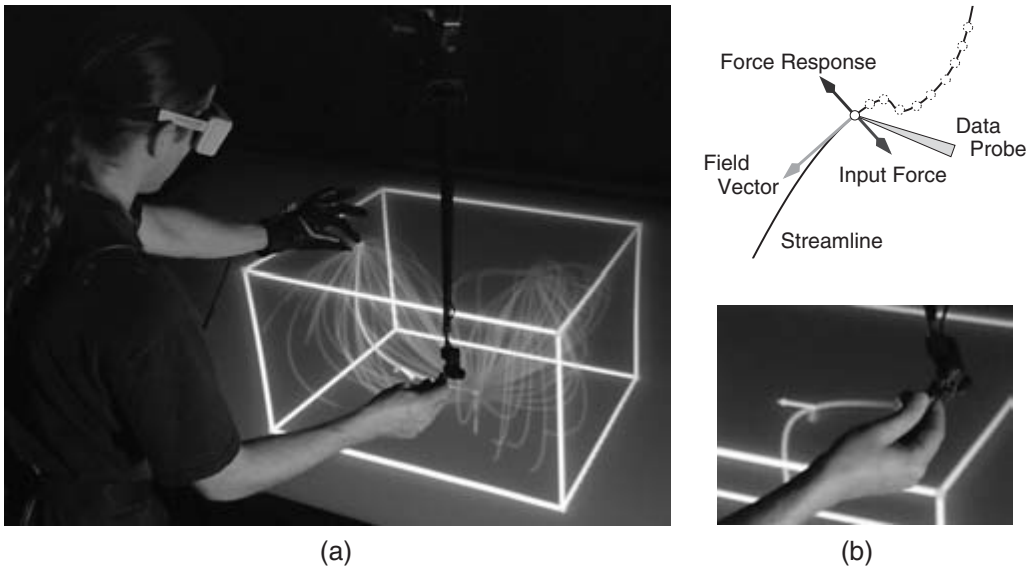 Force Response
Data
Probe
Field
Vector
Input Force
Streamline
(a)
(b)